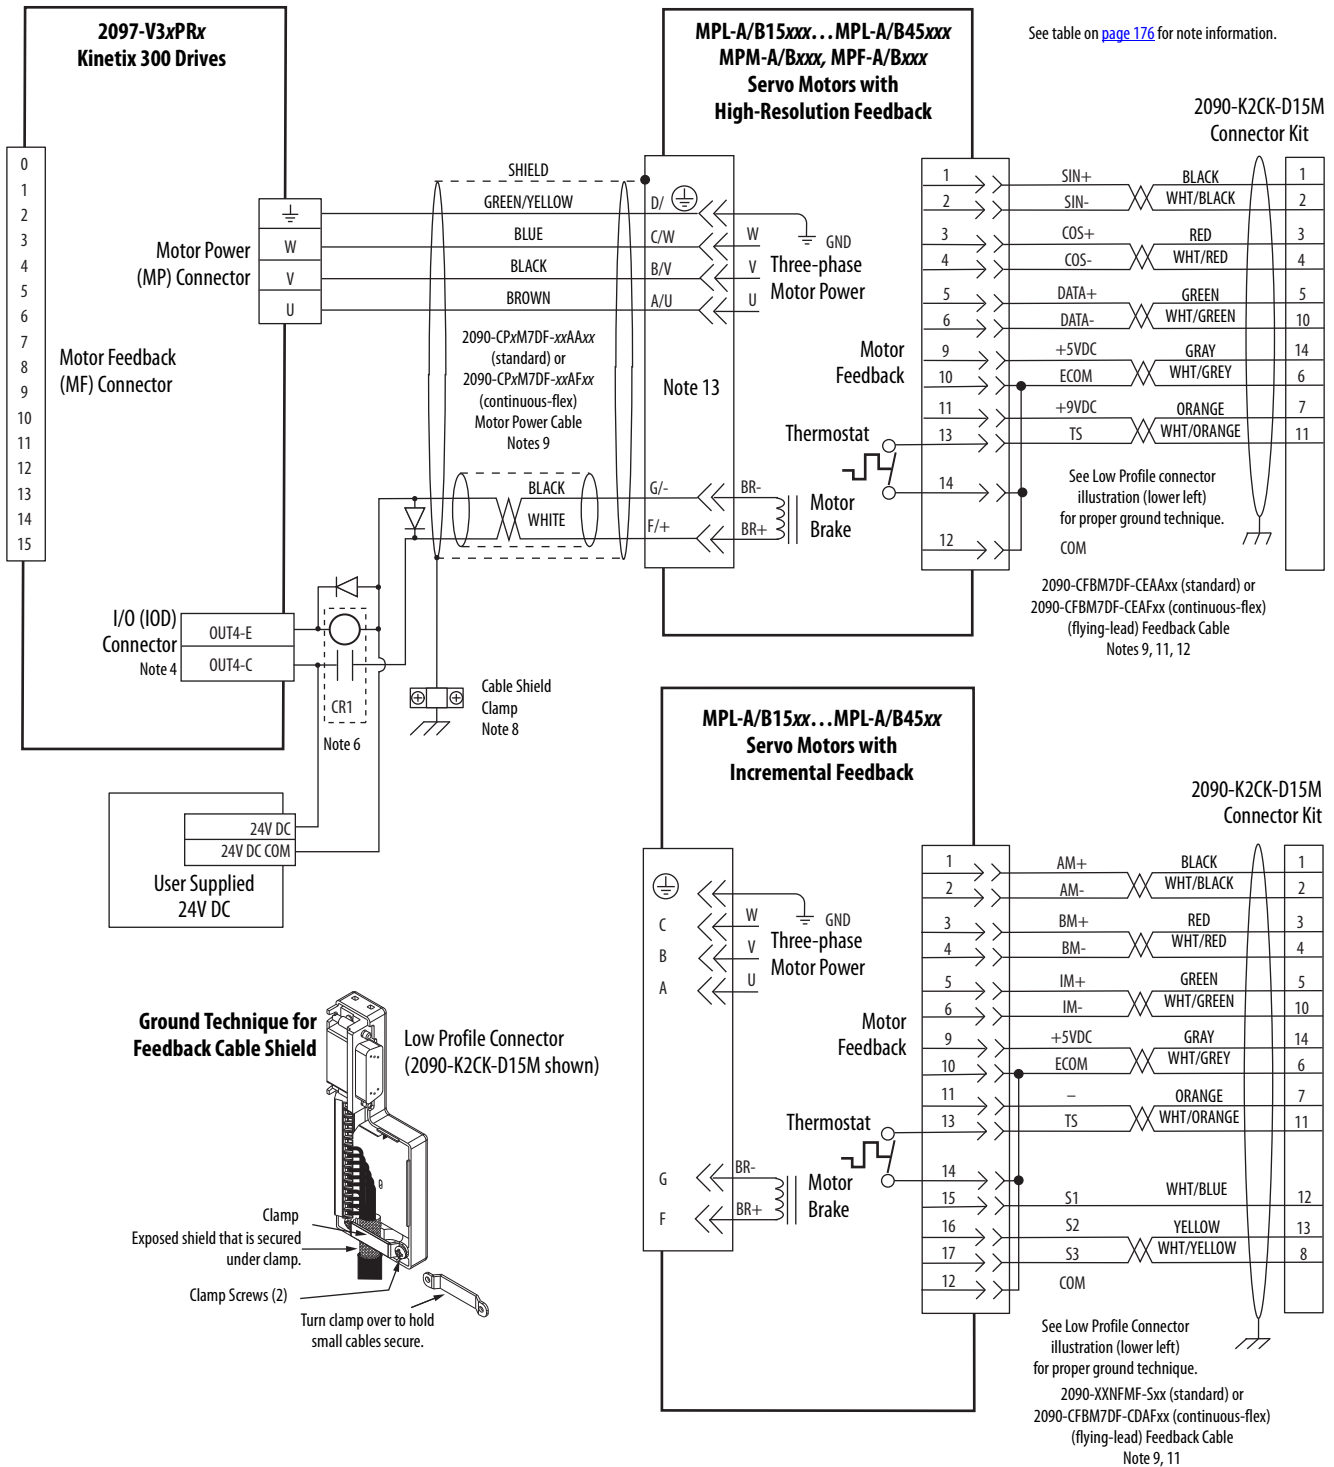 2097-V3xPRx
Kinetix 300 Drives
0
1
2
3
4
5
6
7
8
9
10
11
12
13
14
15
Motor Feedback
(MF) Connector
Motor Power
(MP) Connector
W
V
U
I/O (IOD)
Connector
Note 4
OUT4-E
OUT4-C
CR1
Note 6
24V DC
24V DC COM
User Supplied
24V DC
SHIELD
GREEN/YELLOW
BLUE
BLACK
BROWN
2090-CPxM7DF-xxAAxx
(standard) or
2090-CPxM7DF-xxAFxx
(continuous-flex)
Motor Power Cable
Notes 9
BLACK
WHITE
Cable Shield
Clamp
Note 8
MPL-A/B15xxx...MPL-A/B45xxx
MPM-A/Bxxx, MPF-A/Bxxx
Servo Motors with
High-Resolution Feedback
D/
C/W
B/V
A/U
Note 13
G/-
F/+
W
V
U
GND
Three-phase
Motor Power
BR-
BR+
Motor
Brake
Motor
Feedback
Thermostat
See table on page 176 for note information.
2090-K2CK-D15M
Connector Kit
1 SIN+ BLACK 1
2 SIN- WHT/BLACK 2
3 COS+ RED 3
4 COS- WHT/RED 4
5 DATA+ GREEN 5
6 DATA- WHT/GREEN 10
9 +5VDC GRAY 14
10 ECOM WHT/GREY 6
11 +9VDC ORANGE 7
13 TS WHT/ORANGE 11
14
12 COM
See Low Profile connector
illustration (lower left)
for proper ground technique.
2090-CFBM7DF-CEAAxx (standard) or
2090-CFBM7DF-CEAFxx (continuous-flex)
(flying-lead) Feedback Cable
Notes 9, 11, 12
MPL-A/B15xx...MPL-A/B45xx
Servo Motors with
Incremental Feedback
C
B
A
G
F
W
V
U
GND
Three-phase
Motor Power
BR-
BR+
Motor
Brake
Motor
Feedback
Thermostat
2090-K2CK-D15M
Connector Kit
1 AM+ BLACK 1
2 AM- WHT/BLACK 2
3 BM+ RED 3
4 BM- WHT/RED 4
5 IM+ GREEN 5
6 IM- WHT/GREEN 10
9 +5VDC GRAY 14
10 ECOM WHT/GREY 6
11 – ORANGE 7
13 TS WHT/ORANGE 11
14
15 S1 WHT/BLUE 12
16 S2 YELLOW 13
17 S3 WHT/YELLOW 8
12 COM
See Low Profile Connector
illustration (lower left)
for proper ground technique.
2090-XXNFMF-Sxx (standard) or
2090-CFBM7DF-CDAFxx (continuous-flex)
(flying-lead) Feedback Cable
Note 9, 11
Ground Technique for
Feedback Cable Shield
Low Profile Connector
(2090-K2CK-D15M shown)
Clamp
Exposed shield that is secured
under clamp.
Clamp Screws (2)
Turn clamp over to hold
small cables secure.